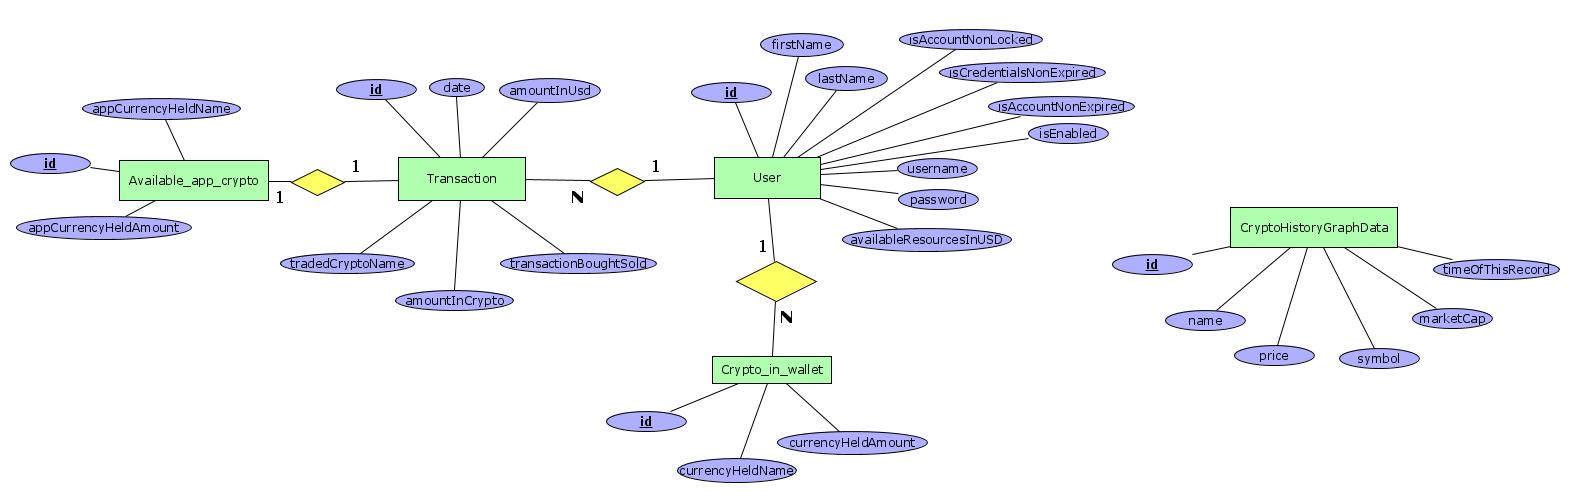 firstName
isAccountNonLocked
lastName
isCredentialsNonExpired
id
date
amountInUsd
id
isAccountNonExpired
appCurrencyHeldName
isEnabled
id
Available_app_crypto
1
1
Transaction
N
1
User
username
password
appCurrencyHeldAmount
availableResourcesInUSD
tradedCryptoName
transactionBoughtSold
amountInCrypto
1
N
CryptoHistoryGraphData
id
timeOfThisRecord
name
marketCap
price
symbol
Crypto_in_wallet
id
currencyHeldAmount
currencyHeldName